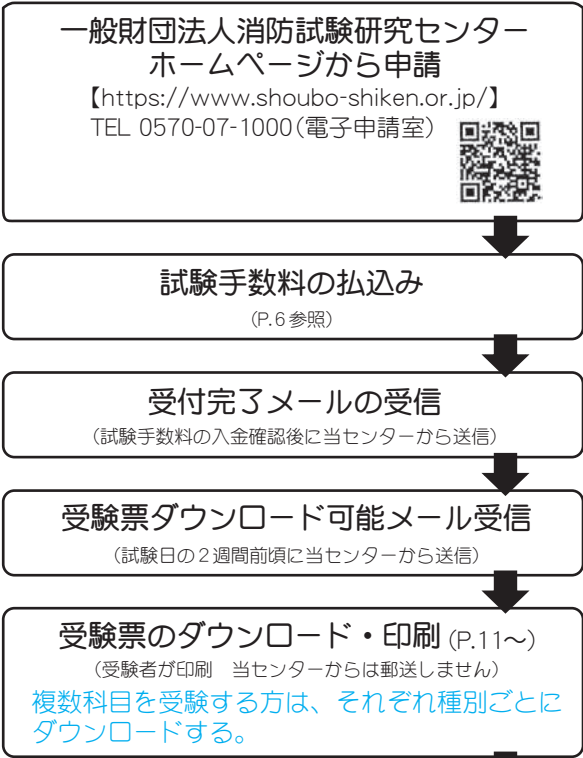 一般財団法人消防試験研究センター
ホームページから申請
【https://www.shoubo-shiken.or.jp/】
TEL 0570-07-1000（電子申請室）
試験手数料の払込み
（P.6参照）
受付完了メールの受信
（試験手数料の入金確認後に当センターから送信）
受験票ダウンロード可能メール受信
（試験日の２週間前頃に当センターから送信）
受験票のダウンロード・印刷 (P.11～)
（受験者が印刷　当センターからは郵送しません）
複数科目を受験する方は、それぞれ種別ごとに
ダウンロードする。